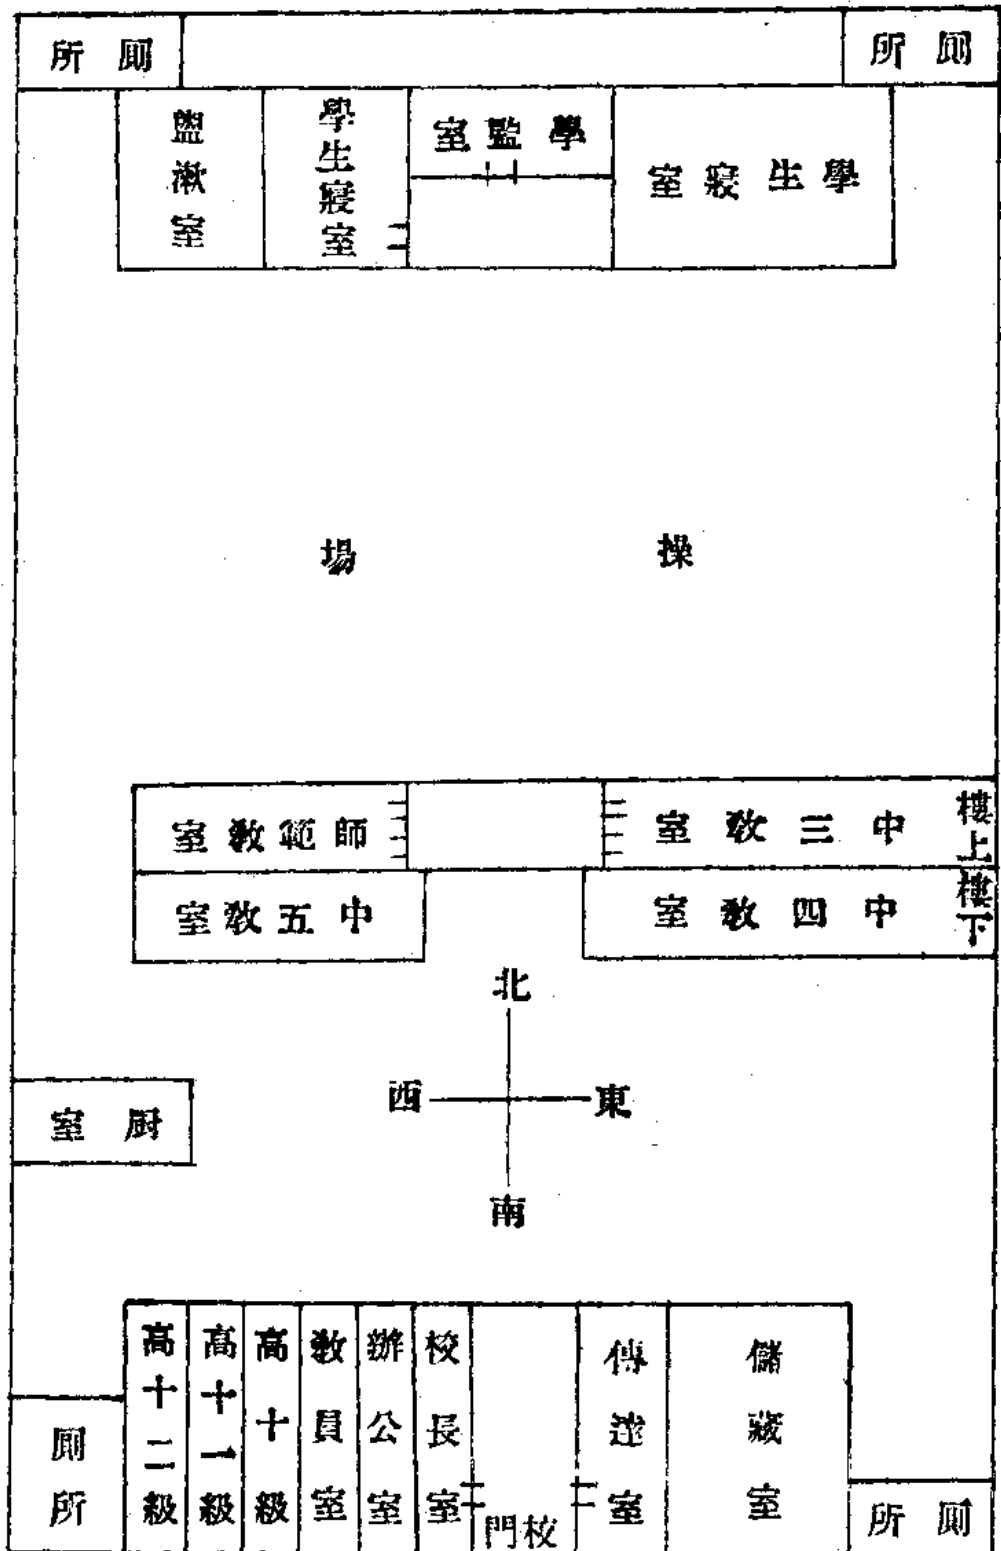 廁所
廁所
學生寢室
學監室
學生寢室
盥漱室
操場
樓上
中三教室
師範教室
樓下
中四教室
中五教室
北
東
西
南
厨室
儲藏室
傳達室
校門
校長室
辦公室
教員室
高十級
高十一級
高十二級
廁所
廁所